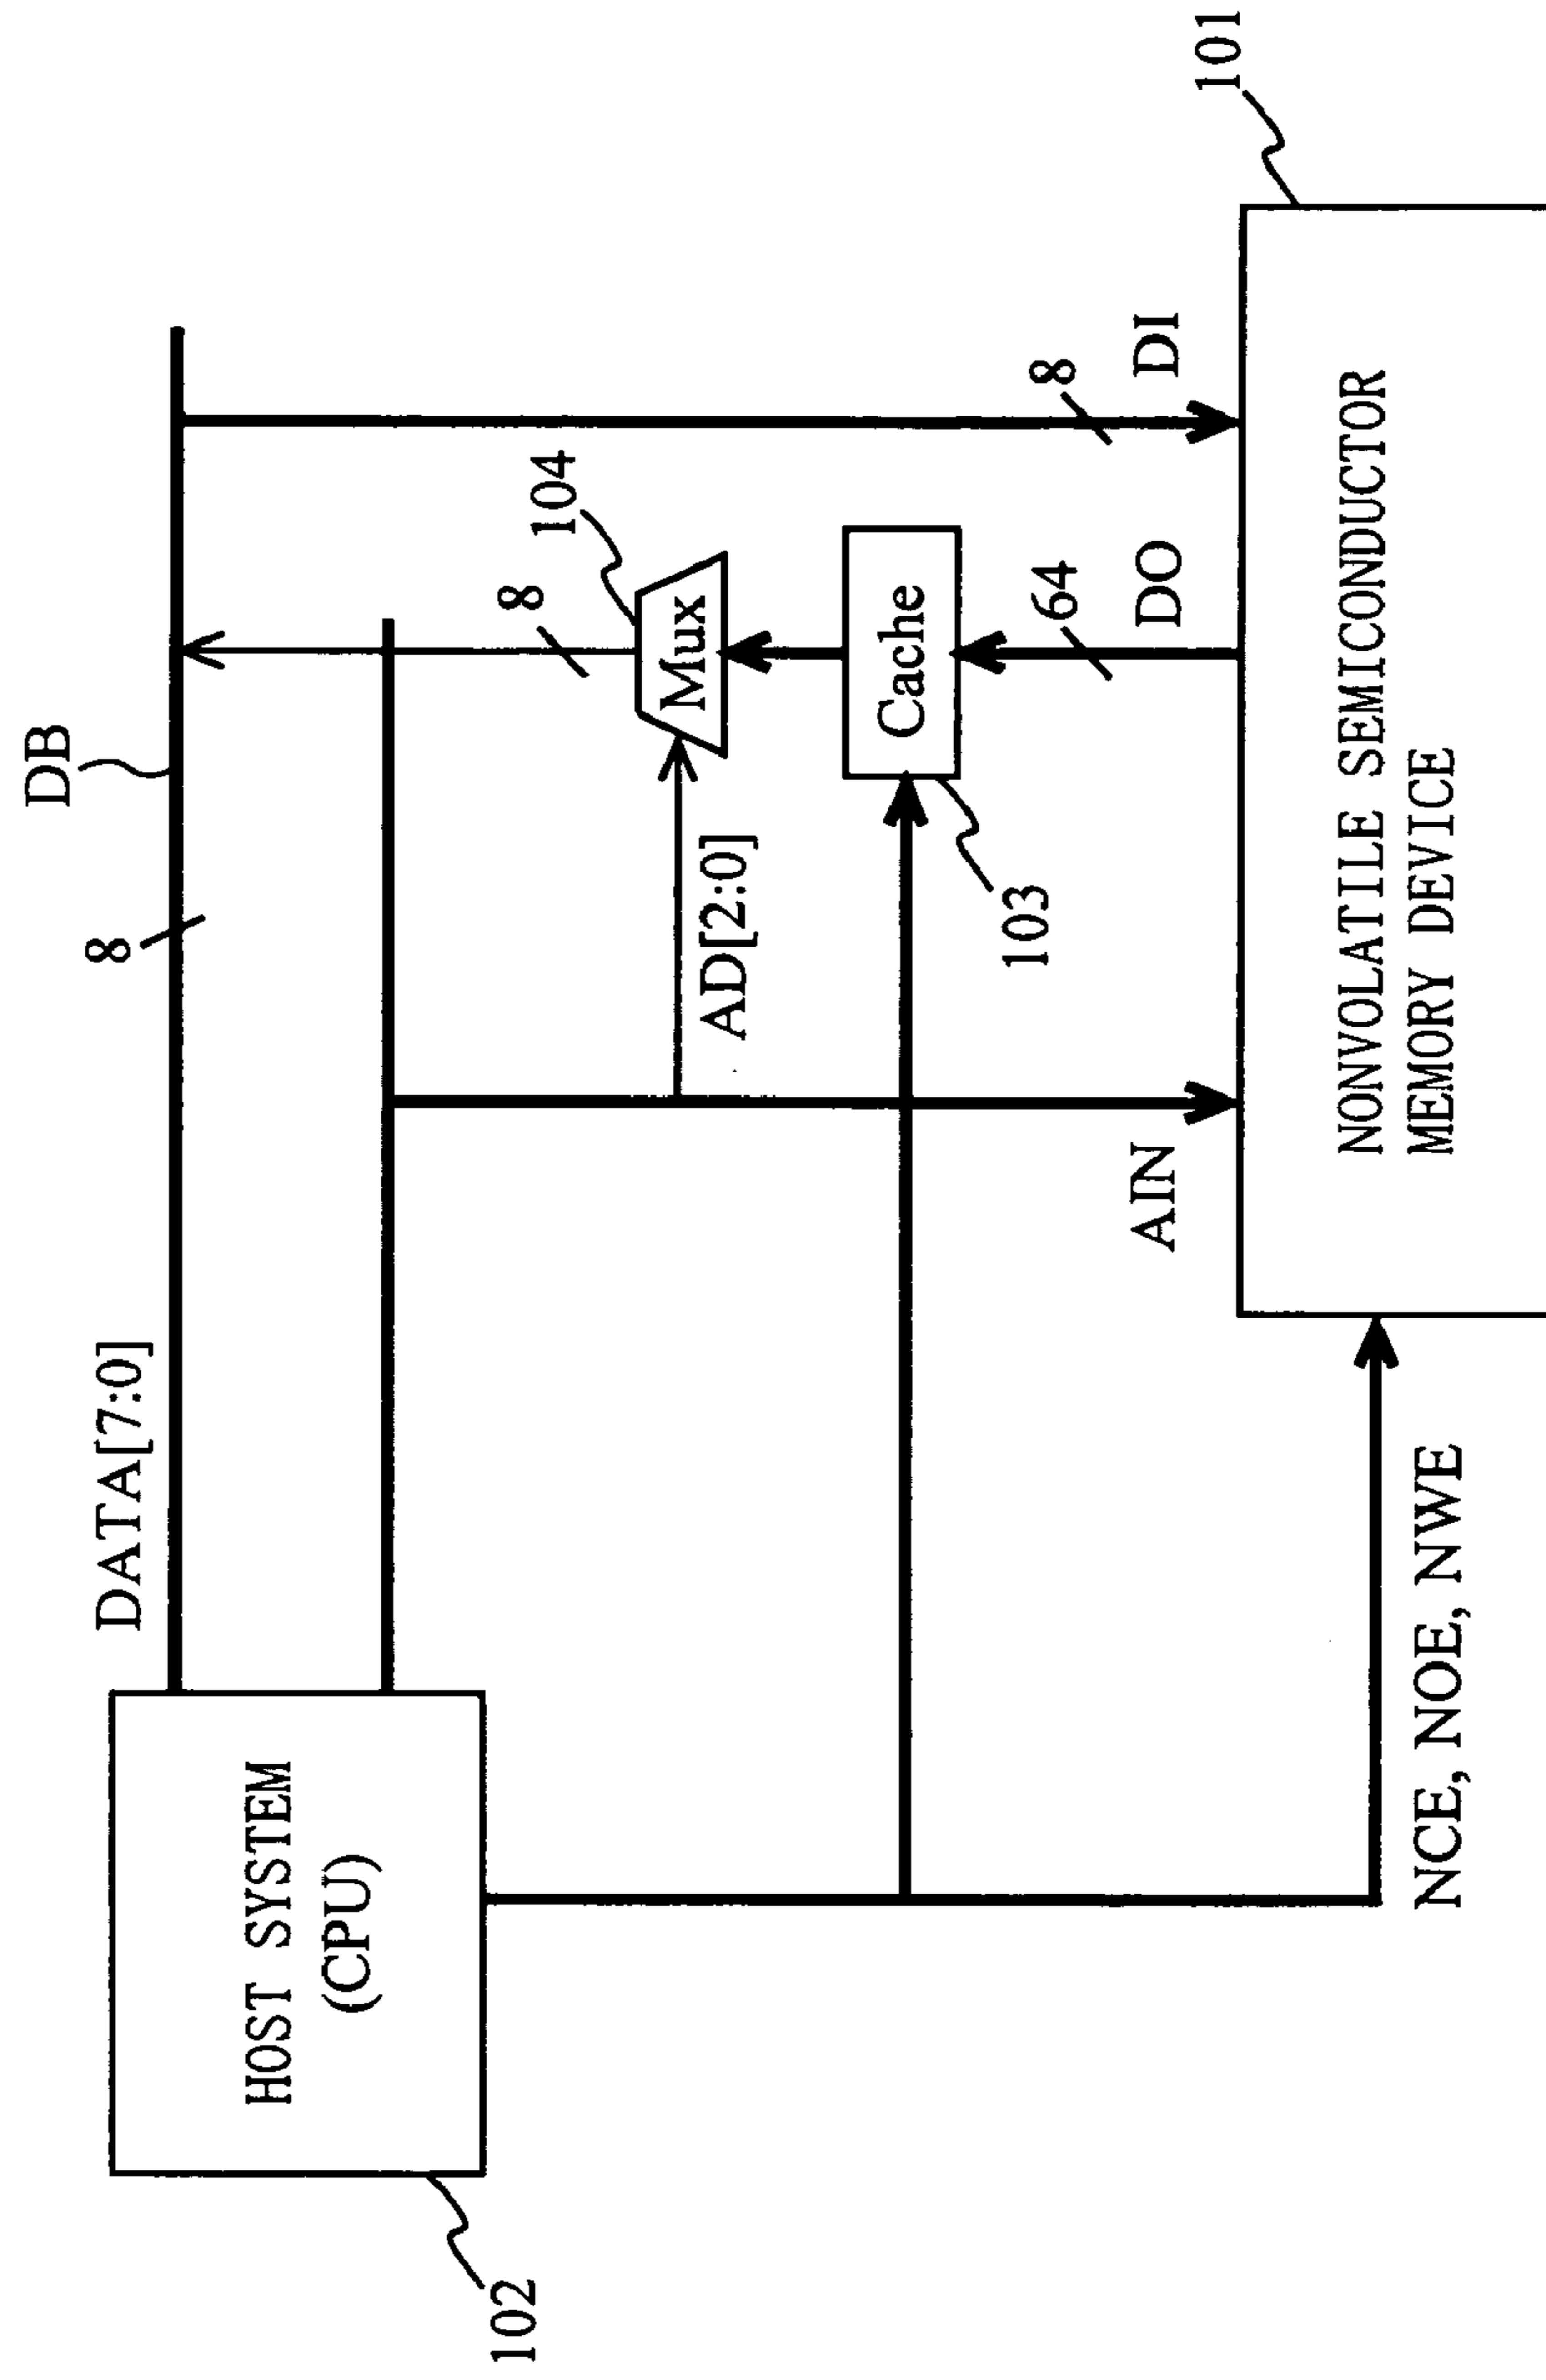 DB
DATA[7:0]
8
HOST SYSTEM
(CPU)
102
8
104
Mux
AD[2:0]
Cache
103
64
DO
8
DI
AIN
101
NONVOLATILE SEMICONDUCTOR
MEMORY DEVICE
NCE, NOE, NWE